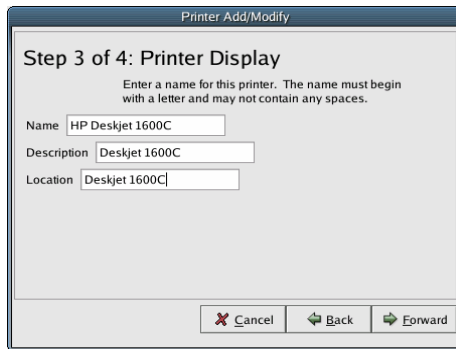 Printer Add/Modify
Step 3 of 4: Printer Display
Enter a name for this printer. The name must begin
with a letter and may not contain any spaces.
Name HP Deskjet 1600C
Description Deskjet 1600C
Location Deskjet 1600C
Cancel Back Forward